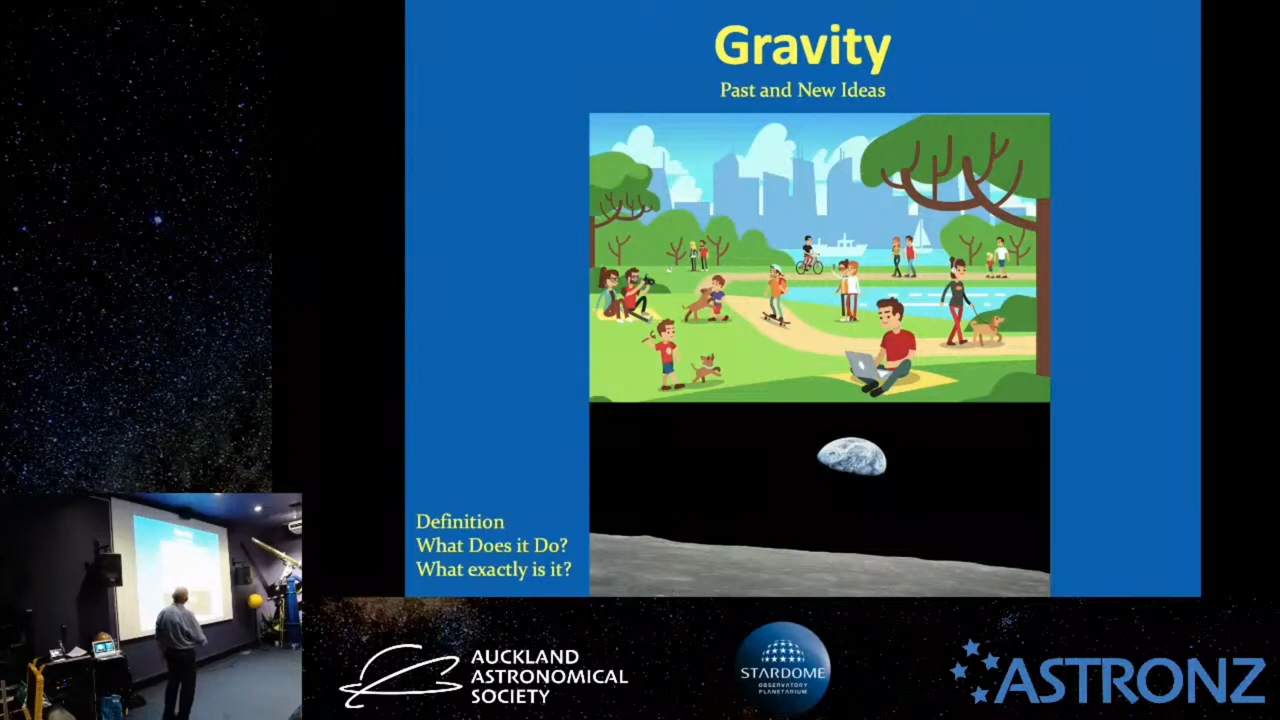 Gravity
Past and New Ideas
Definition
What Does it Do?
What exactly is it?
AUCKLAND
ASTRONOMICAL
SOCIETY
STARDOME
OBSERVATORY
PLANETARIUM
ASTRONZ